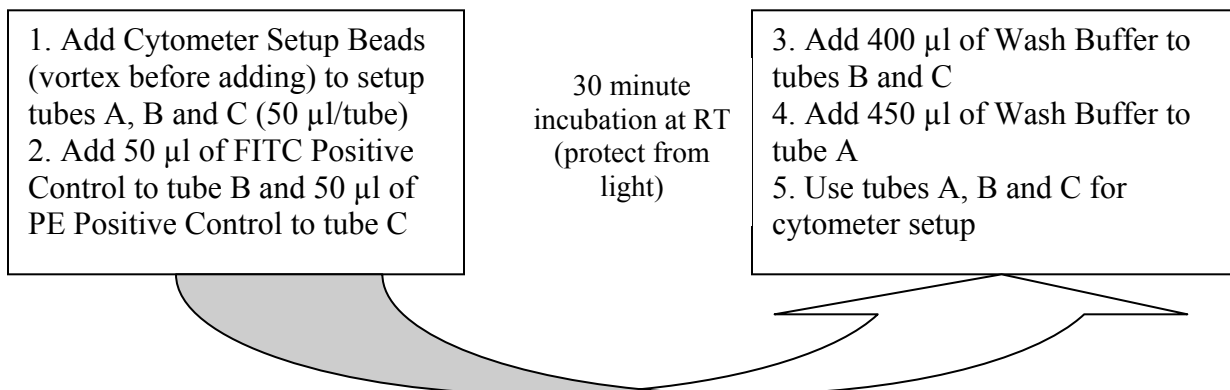 1. Add Cytometer Setup Beads
(vortex before adding) to setup
tubes A, B and C (50 µl/tube)
2. Add 50 µl of FITC Positive
Control to tube B and 50 µl of
PE Positive Control to tube C
30 minute
incubation at RT
(protect from
light)
3. Add 400 µl of Wash Buffer to
tubes B and C
4. Add 450 µl of Wash Buffer to
tube A
5. Use tubes A, B and C for
cytometer setup